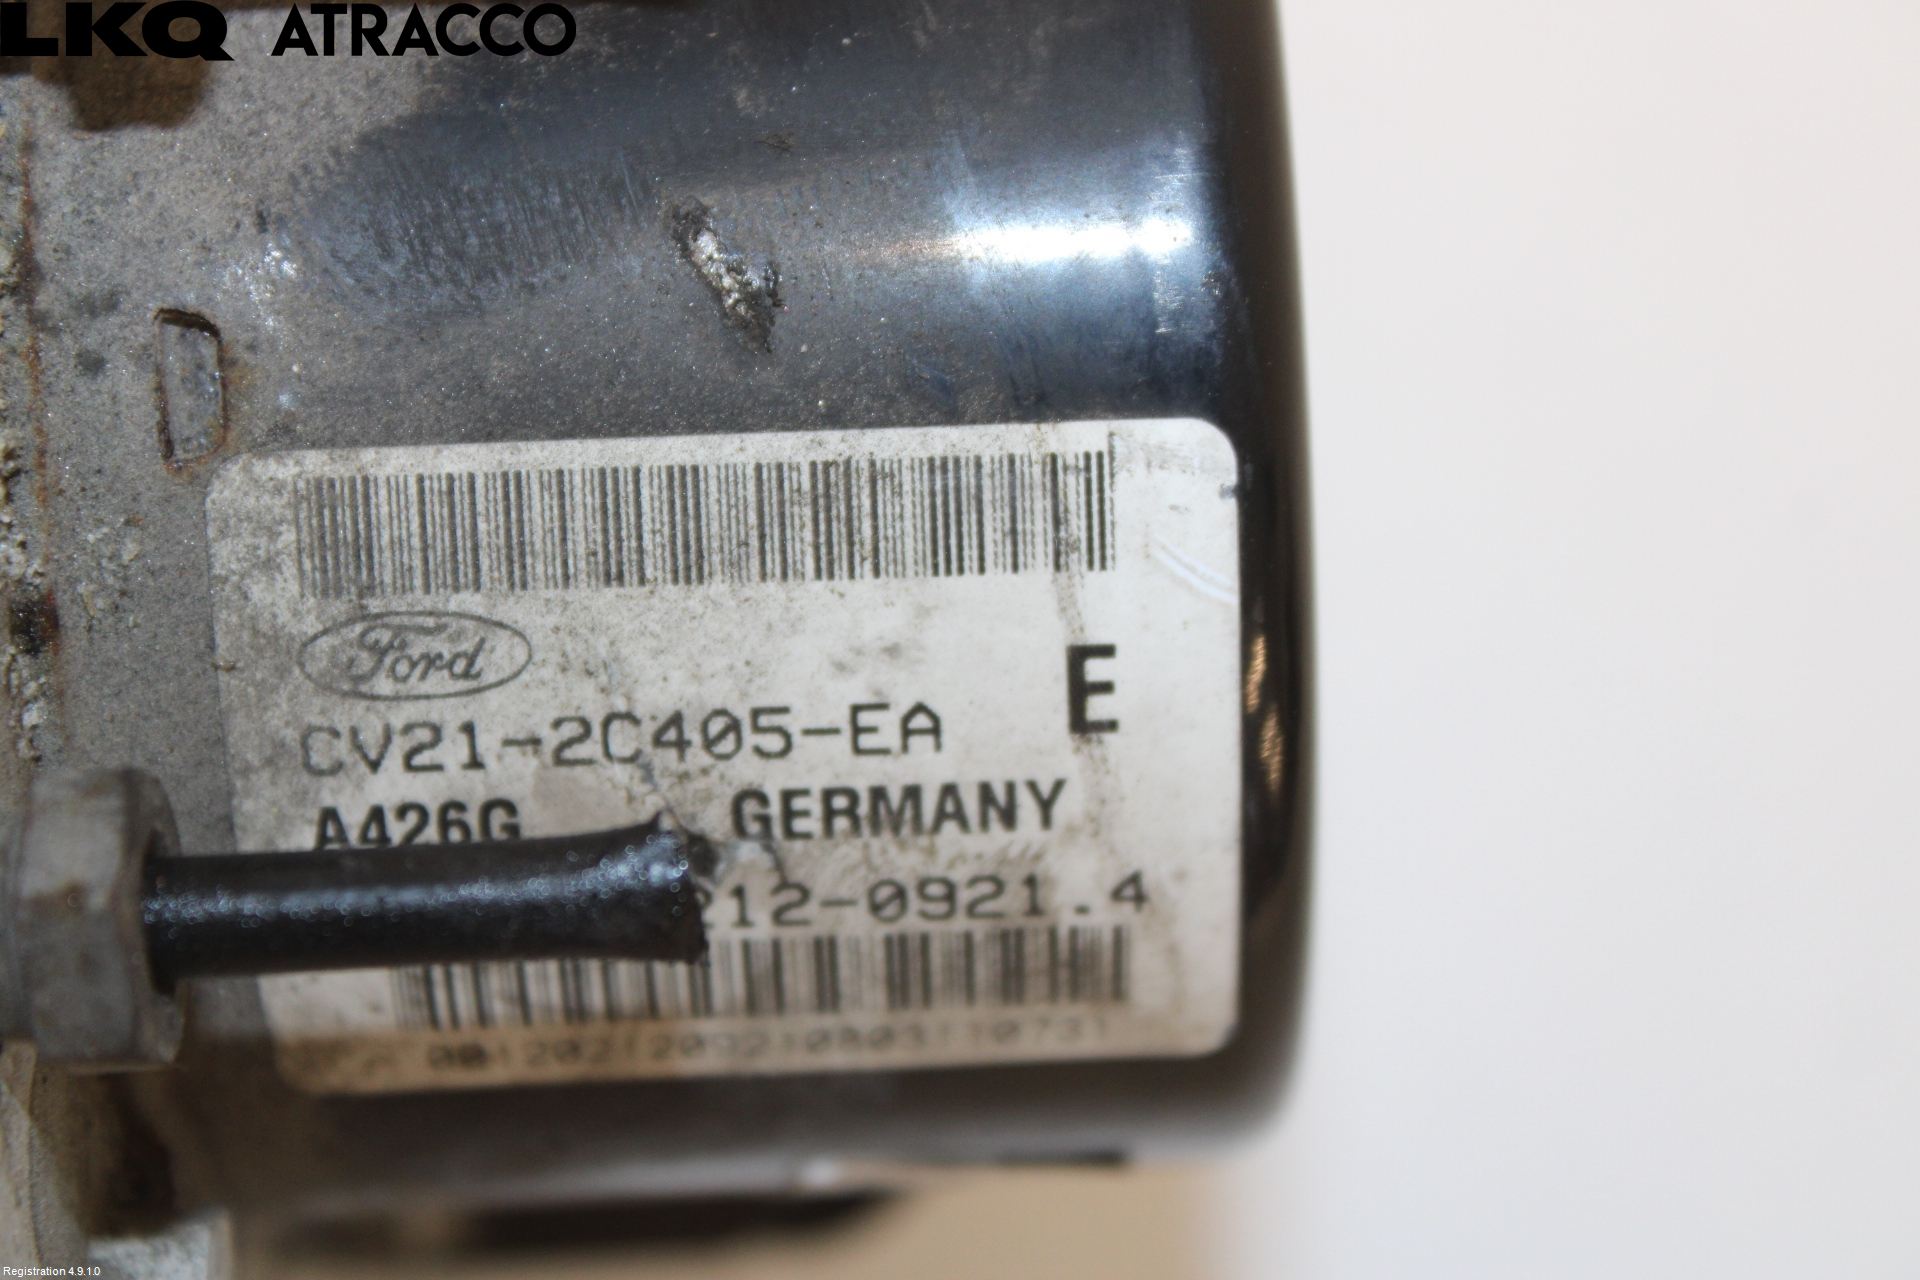 LKQ ATRACCO
Ford
E
CV21-2C405-EA
A426G GERMANY
212-0921.4
Registration 4.9.1.0